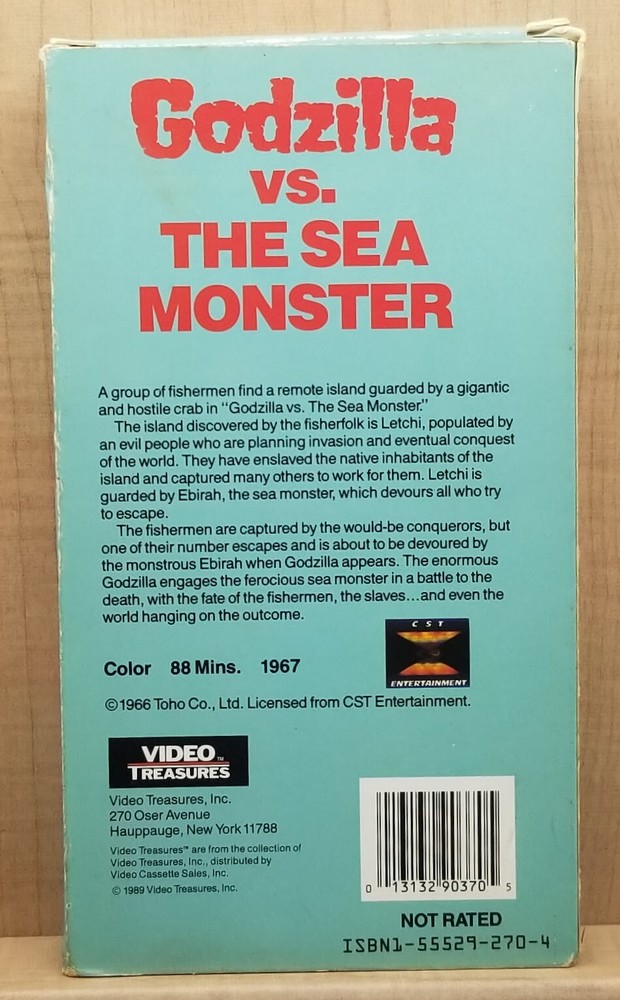 Godzilla
vs.
THE SEA
MONSTER
A group of fishermen find a remote island guarded by a gigantic
and hostile crab in "Godzilla vs. The Sea Monster."
The island discovered by the fisherfolk is Letchi, populated by
an evil people who are planning invasion and eventual conquest
of the world. They have enslaved the native inhabitants of the
island and captured many others to work for them. Letchi is
guarded by Ebirah, the sea monster, which devours all who try
to escape.
The fishermen are captured by the would-be conquerors, but
one of their number escapes and is about to be devoured by
the monstrous Ebirah when Godzilla appears. The enormous
Godzilla engages the ferocious sea monster in a battle to the
death, with the fate of the fishermen, the slaves...and even the
world hanging on the outcome.
CST
ENTERTAINMENT
Color 88 Mins. 1967
©1966 Toho Co., Ltd. Licensed from CST Entertainment.
VIDEO™
TREASURES
Video Treasures, Inc.
270 Oser Avenue
Hauppauge, New York 11788
Video Treasures™ are from the collection of
Video Treasures, Inc., distributed by
Video Cassette Sales, Inc.
© 1989 Video Treasures, Inc.
0 13132 90370 5
NOT RATED
ISBN1-55529-270-4